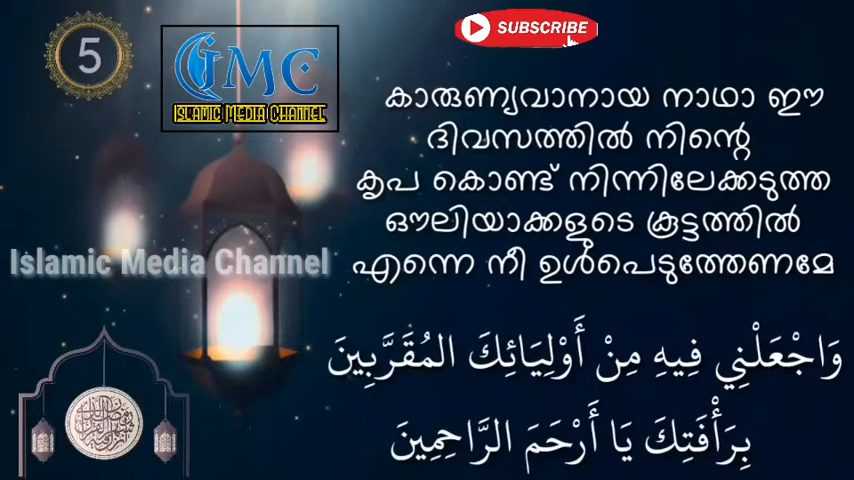 5
IMC
ISLAMIC MEDIA CHANNEL
SUBSCRIBE
കാരുണ്യവാനായ നാഥാ ഈ
ദിവസത്തിൽ നിന്റെ
കൃപ കൊണ്ട് നിന്നിലേക്കടുത്ത
ഔലിയാക്കളുടെ കൂട്ടത്തിൽ
എന്നെ നീ ഉൾപെടുത്തേണമേ
Islamic Media Channel
وَاجْعَلْنِي فِيهِ مِنْ أَوْلِيَائِكَ المُقَرَّبِينَ
بِرَأْفَتِكَ يَا أَرْحَمَ الرَّاحِمِينَ